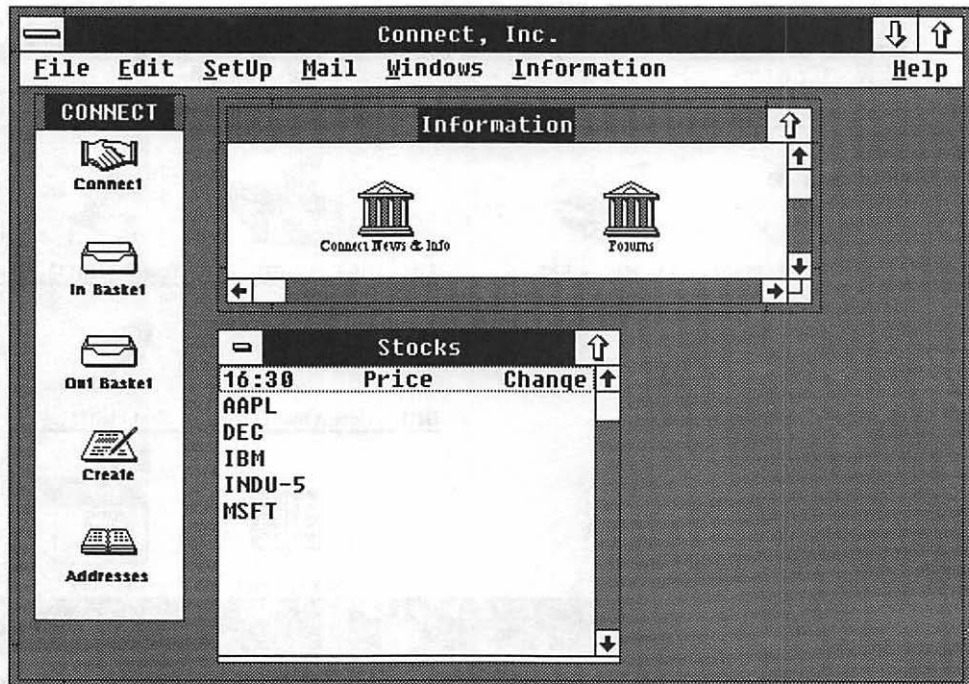 Connect, Inc.
File Edit SetUp Mail Windows Information Help
CONNECT
Connect
In Basket
Out Basket
Create
Addresses
Information
Connect News & Info
Forums
Stocks
16:30 Price Change
AAPL
DEC
IBM
INDU-5
MSFT